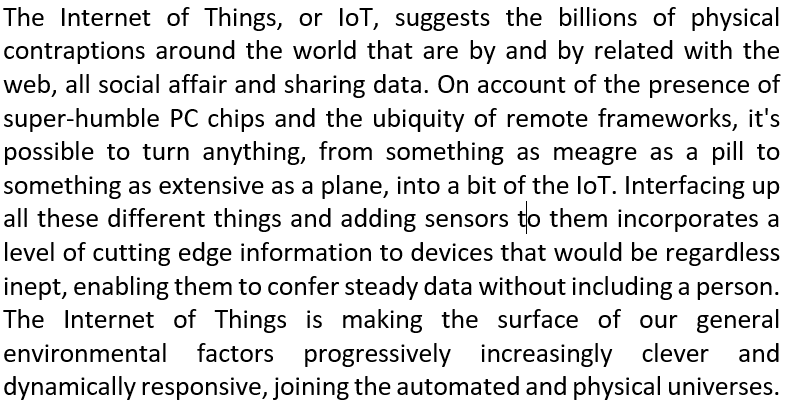 The Internet of Things, or IoT, suggests the billions of physical
contraptions around the world that are by and by related with the
web, all social affair and sharing data. On account of the presence of
super-humble PC chips and the ubiquity of remote frameworks, it's
possible to turn anything, from something as meagre as a pill to
something as extensive as a plane, into a bit of the IoT. Interfacing up
all these different things and adding sensors to them incorporates a
level of cutting edge information to devices that would be regardless
inept, enabling them to confer steady data without including a person.
The Internet of Things is making the surface of our general
environmental factors progressively increasingly clever and
dynamically responsive, joining the automated and physical universes.